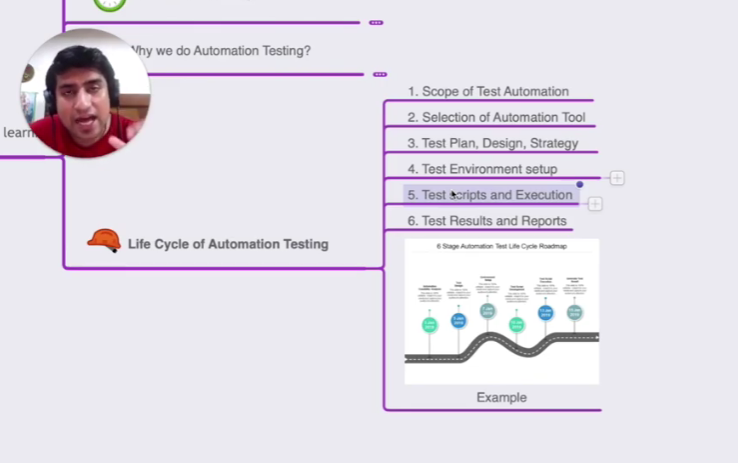 Why we do Automation Testing?
learn
Life Cycle of Automation Testing
1. Scope of Test Automation
2. Selection of Automation Tool
3. Test Plan, Design, Strategy
4. Test Environment setup
5. Test scripts and Execution
6. Test Results and Reports
6 Stage Automation Test Life Cycle Roadmap
Example